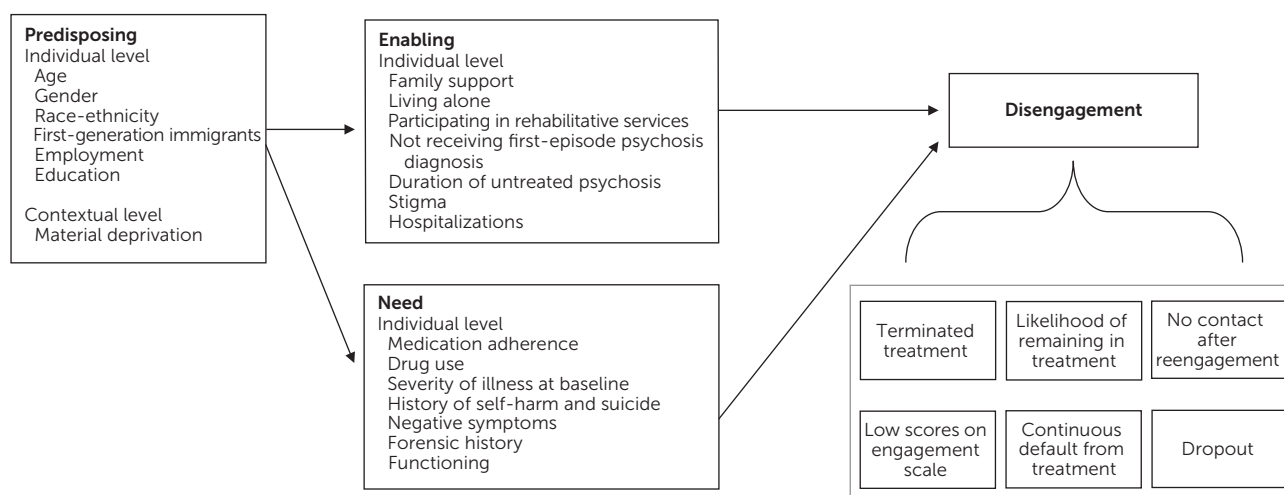 Predisposing
Individual level
Age
Gender
Race-ethnicity
First-generation immigrants
Employment
Education
Contextual level
Material deprivation
Enabling
Individual level
Family support
Living alone
Participating in rehabilitative services
Not receiving first-episode psychosis
diagnosis
Duration of untreated psychosis
Stigma
Hospitalizations
Need
Individual level
Medication adherence
Drug use
Severity of illness at baseline
History of self-harm and suicide
Negative symptoms
Forensic history
Functioning
Disengagement
Terminated
treatment
Likelihood of
remaining in
treatment
No contact
after
reengagement
Low scores on
engagement
scale
Continuous
default from
treatment
Dropout